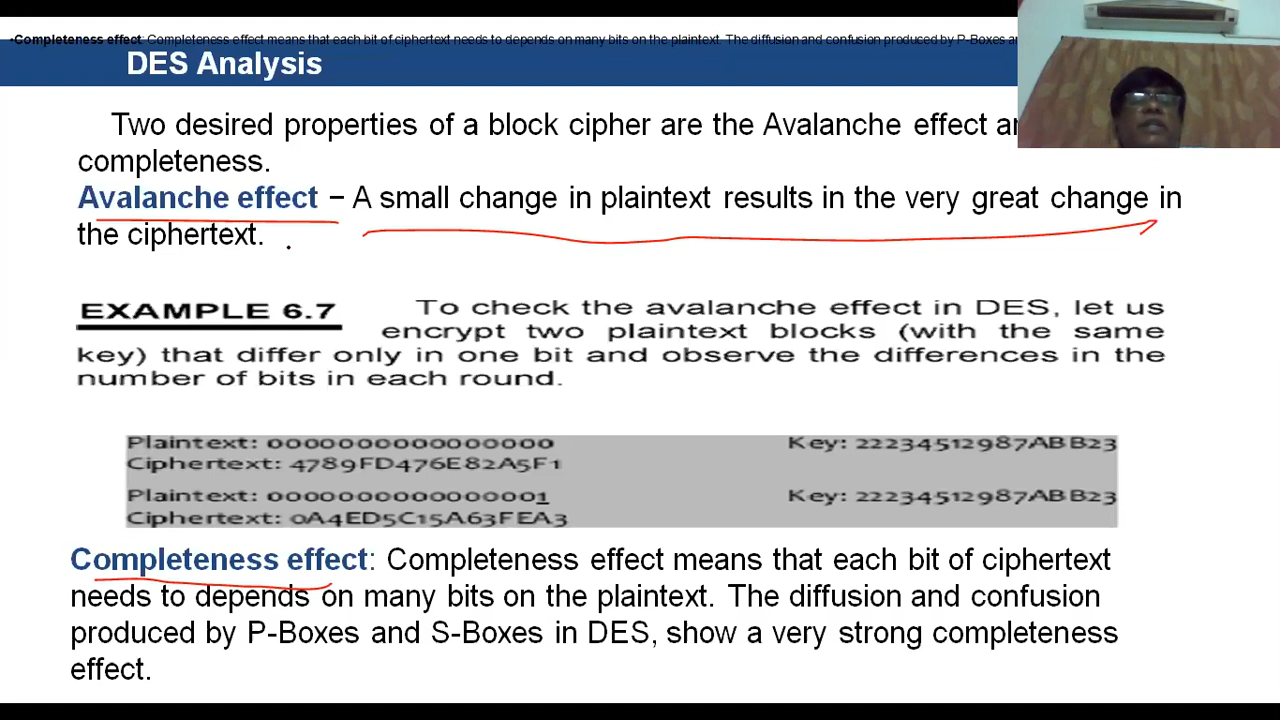 •Completeness effect: Completeness effect means that each bit of ciphertext needs to depends on many bits on the plaintext. The diffusion and confusion produced by P-Boxes
DES Analysis
Two desired properties of a block cipher are the Avalanche effect
completeness.
Avalanche effect – A small change in plaintext results in the very great change in
the ciphertext.
EXAMPLE 6.7 To check the avalanche effect in DES, let us
encrypt two plaintext blocks (with the same
key) that differ only in one bit and observe the differences in the
number of bits in each round.
Plaintext: 0000000000000000 Key: 22234512987ABB23
Ciphertext: 4789FD476E82A5F1
Plaintext: 0000000000000001 Key: 22234512987ABB23
Ciphertext: 0A4ED5C15A63FEA3
Completeness effect: Completeness effect means that each bit of ciphertext
needs to depends on many bits on the plaintext. The diffusion and confusion
produced by P-Boxes and S-Boxes in DES, show a very strong completeness
effect.